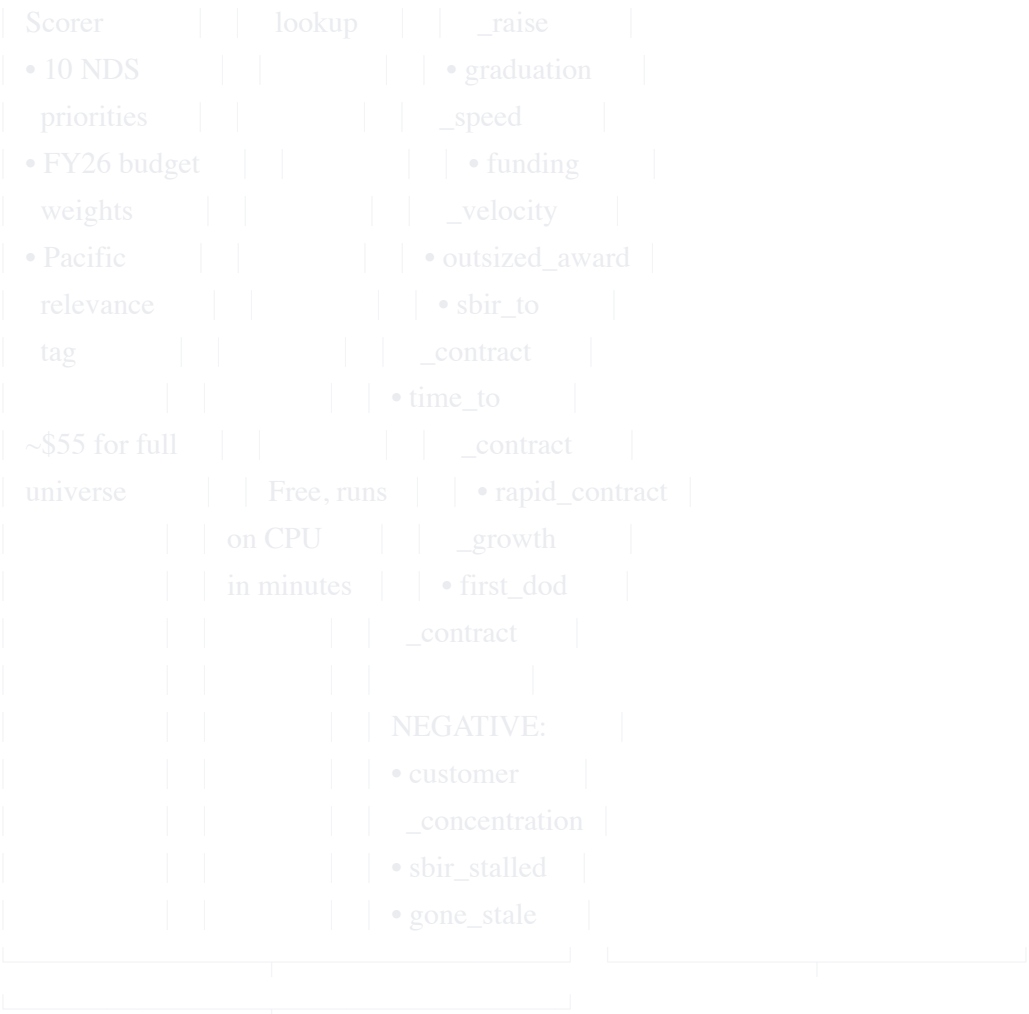 Scorer lookup _raise
• 10 NDS • graduation
priorities _speed
• FY26 budget • funding
weights _velocity
• Pacific • outsized_award
relevance • sbir_to
tag _contract
• time_to
~$55 for full _contract
universe Free, runs • rapid_contract
on CPU _growth
in minutes • first_dod
_contract
NEGATIVE:
• customer
_concentration
• sbir_stalled
• gone_stale